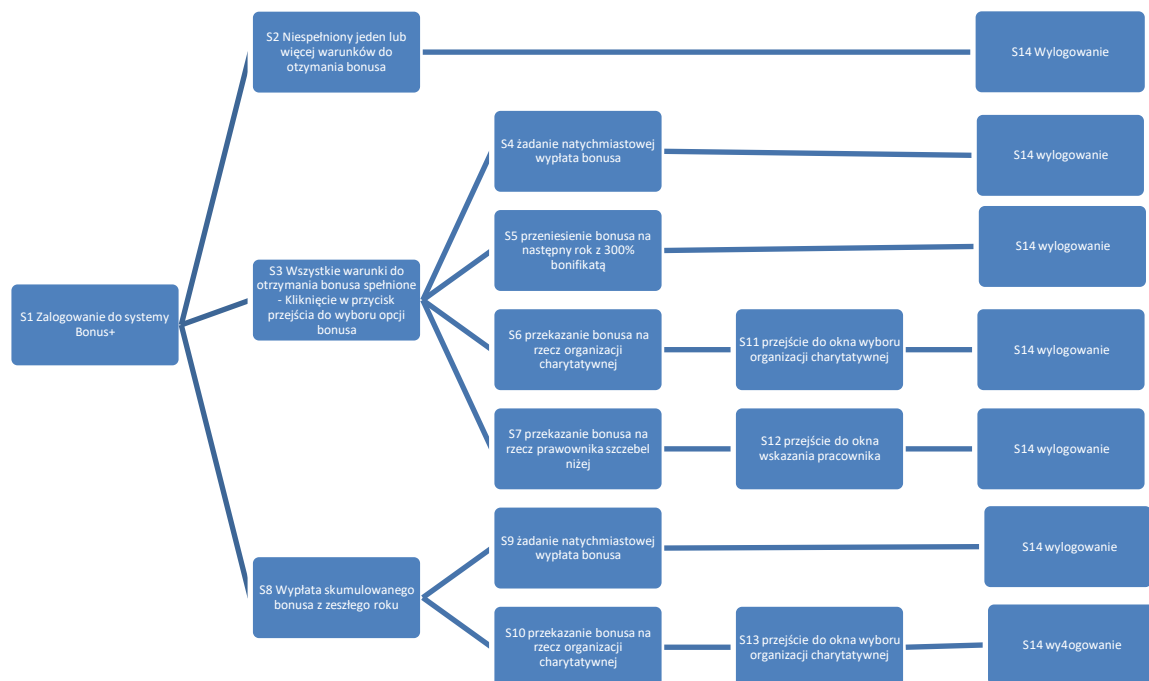 S2 Niespełniony jeden lub
więcej warunków do
otzymania bonusa
S14 Wylogowanie
S4 żadanie natychmiastowej
wypłata bonusa
S14 wylogowanie
S5 przeniesienie bonusa na
następny rok z 300%
bonifikatą
S14 wylogowanie
S1 Zalogowanie do systemy
Bonus+
S3 Wszystkie warunki do
otrzymania bonusa spełnione
- Kliknięcie w przycisk
przejścia do wyboru opcji
bonusa
S6 przekazanie bonusa na
rzecz organizacji
charytatywnej
S11 przejście do okna wyboru
organizacji charytatywnej
S14 wylogowanie
S7 przekazanie bonusa na
rzecz prawownika szczebel
niżej
S12 przejście do okna
wskazania pracownika
S14 wylogowanie
S8 Wypłata skumulowanego
bonusa z zeszłego roku
S9 żadanie natychmiastowej
wypłata bonusa
S14 wylogowanie
S10 przekazanie bonusa na
rzecz organizacji
charytatywnej
S13 przejście do okna wyboru
organizacji charytatywnej
S14 wy4ogowanie